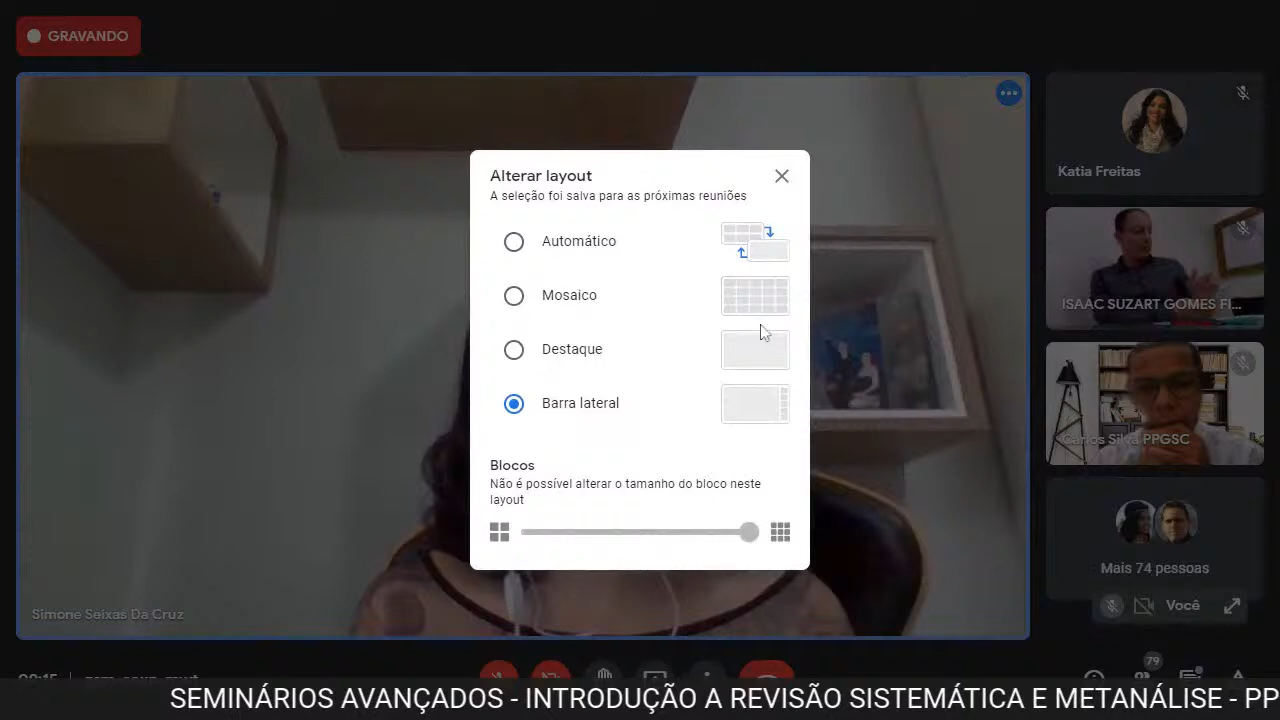 GRAVANDO
Alterar layout
A seleção foi salva para as próximas reuniões
Automático
Mosaico
Destaque
Barra lateral
Blocos
Não é possível alterar o tamanho do bloco neste
layout
Katia Freitas
ISAAC SUZART GOMES FI...
Carlos Silva PPGSC
Mais 74 pessoas
Você
Simone Seixas Da Cruz
79
SEMINÁRIOS AVANÇADOS - INTRODUÇÃO A REVISÃO SISTEMÁTICA E METANÁLISE - PP